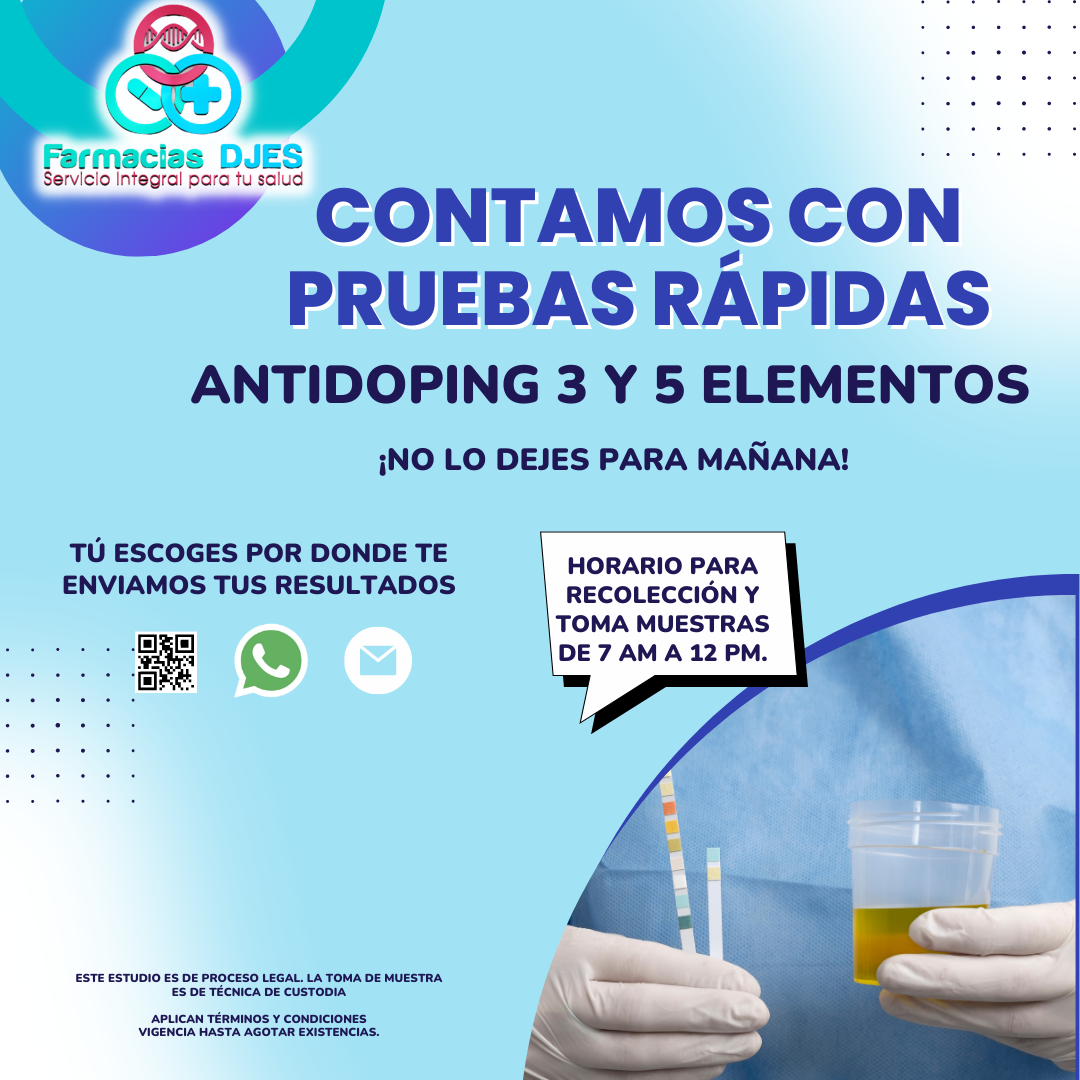 Farmacias DJES
Servicio Integral para tu salud
CONTAMOS CON
PRUEBAS RÁPIDAS
ANTIDOPING 3 Y 5 ELEMENTOS
¡NO LO DEJES PARA MAÑANA!
TÚ ESCOGES POR DONDE TE
ENVIAMOS TUS RESULTADOS
HORARIO PARA
RECOLECCIÓN Y
TOMA MUESTRAS
DE 7 AM A 12 PM.
ESTE ESTUDIO ES DE PROCESO LEGAL. LA TOMA DE MUESTRA
ES DE TÉCNICA DE CUSTODIA
APLICAN TÉRMINOS Y CONDICIONES
VIGENCIA HASTA AGOTAR EXISTENCIAS.